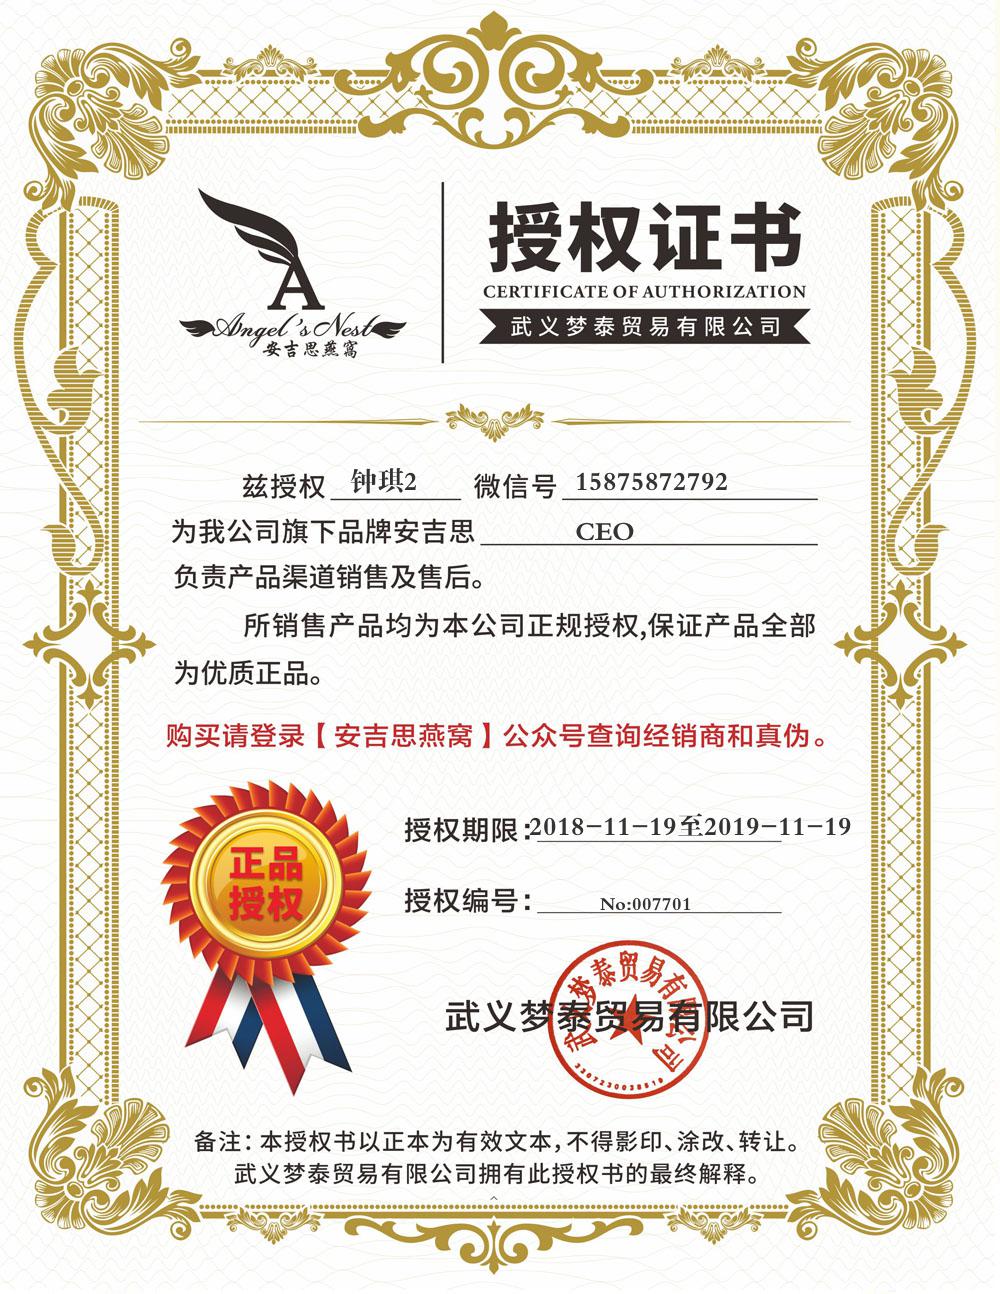 A
Angel's Nest
安吉思燕窝
授权证书
CERTIFICATE OF AUTHORIZATION
武义梦泰贸易有限公司
兹授权 钟琪2 微信号 15875872792
为我公司旗下品牌安吉思 CEO
负责产品渠道销售及售后。
所销售产品均为本公司正规授权,保证产品全部
为优质正品。
购买请登录【安吉思燕窝】公众号查询经销商和真伪。
正品
授权
授权期限:2018-11-19至2019-11-19
授权编号: No:007701
武义梦泰贸易有限公司
武义梦泰贸易有限公司
备注:本授权书以正本为有效文本,不得影印、涂改、转让。
武义梦泰贸易有限公司拥有此授权书的最终解释。